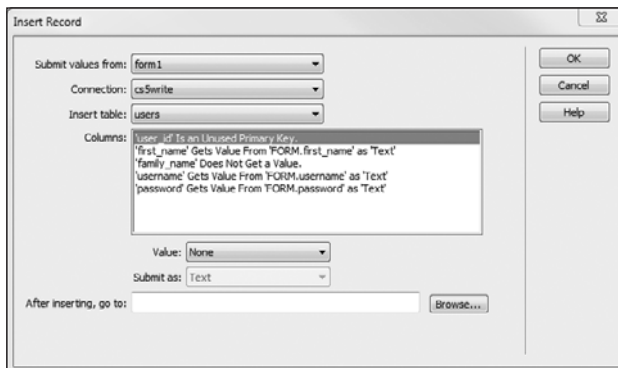 Insert Record
Submit values from: form1
OK
Connection: cs5write
Cancel
Insert table: users
Help
Columns: 'user_id' Is an Unused Primary Key.
'first_name' Gets Value From 'FORM.first_name' as 'Text'
'family_name' Does Not Get a Value.
'username' Gets Value From 'FORM.username' as 'Text'
'password' Gets Value From 'FORM.password' as 'Text'
Value: None
Submit as: Text
After inserting, go to: Browse...